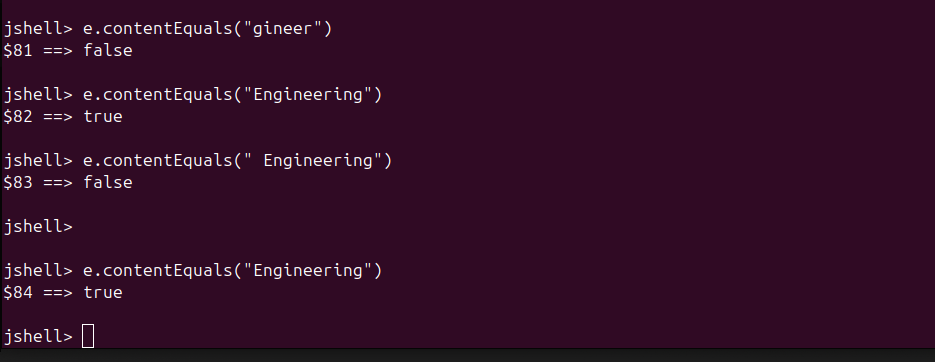 jshell> e.contentEquals("gineer")
$81 ==> false
jshell> e.contentEquals("Engineering")
$82 ==> true
jshell> e.contentEquals(" Engineering")
$83 ==> false
jshell>
jshell> e.contentEquals("Engineering")
$84 ==> true
jshell>